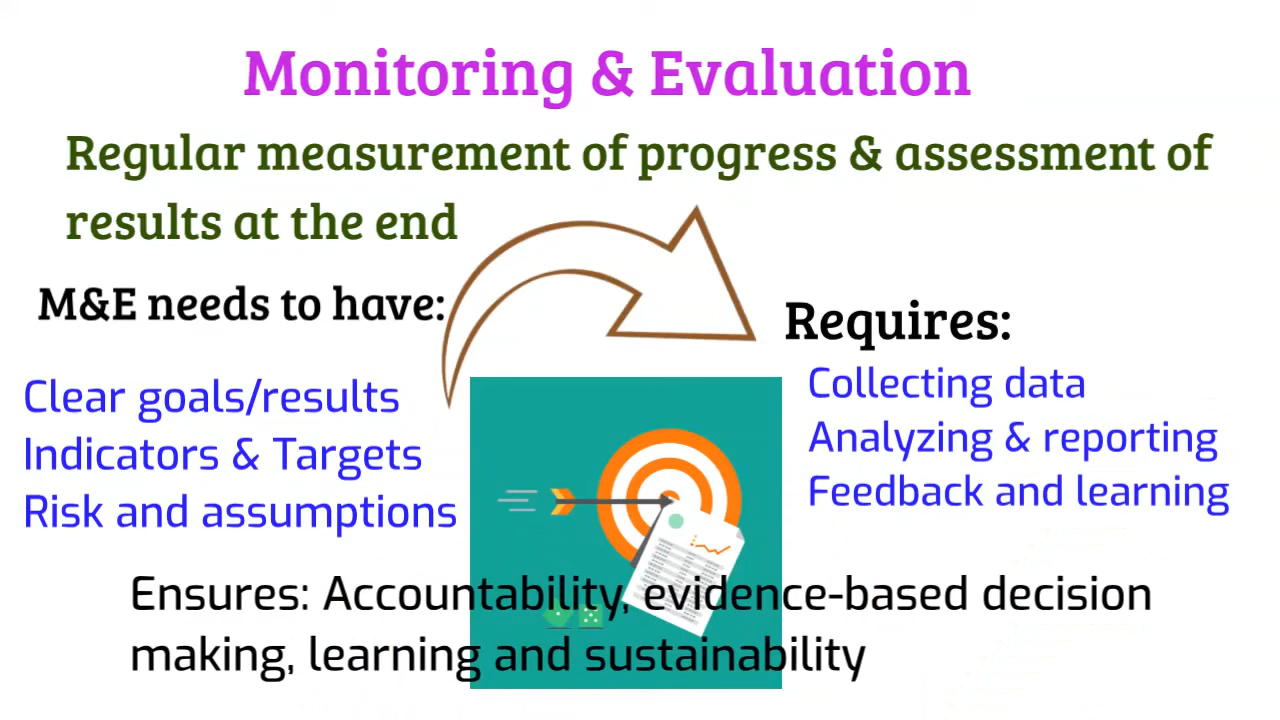 Monitoring & Evaluation
Regular measurement of progress & assessment of
results at the end
M&E needs to have:
Clear goals/results
Indicators & Targets
Risk and assumptions
Requires:
Collecting data
Analyzing & reporting
Feedback and learning
Ensures: Accountability, evidence-based decision
making, learning and sustainability